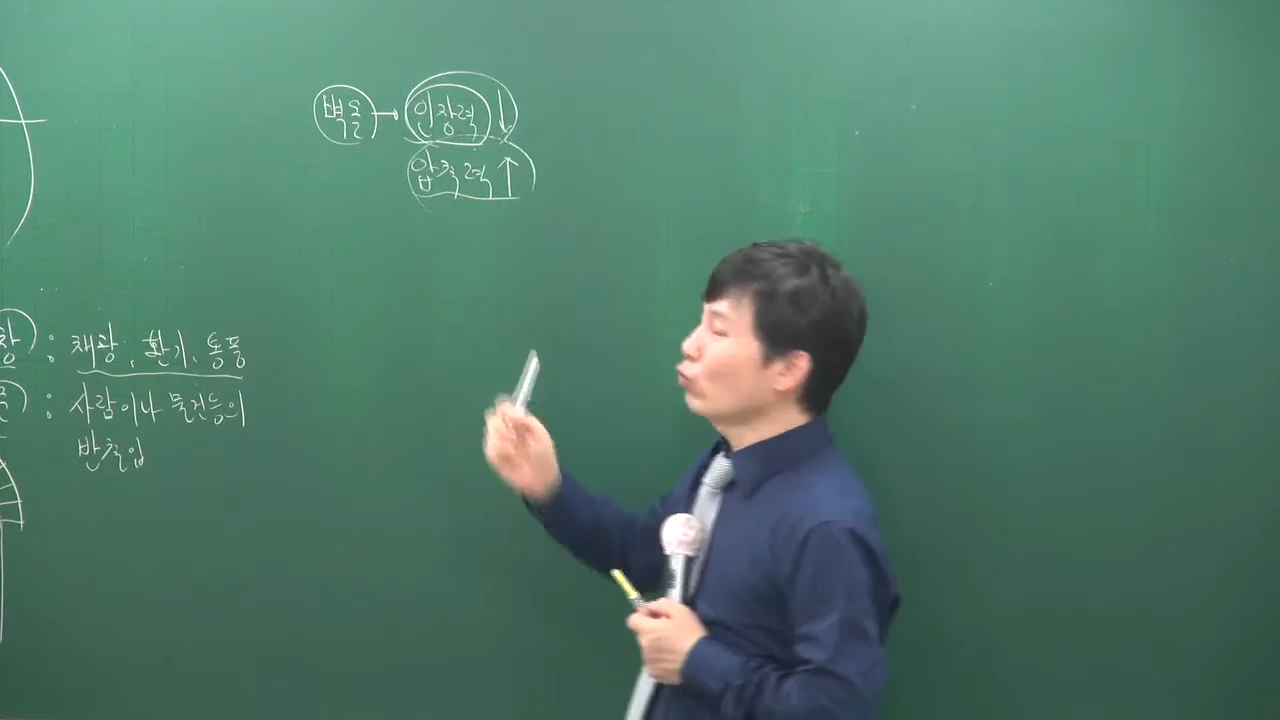 벽돌 → 인장력 ↓
압축력 ↑
창 : 채광, 환기, 통풍
문 : 사람이나 물건등의
반출입